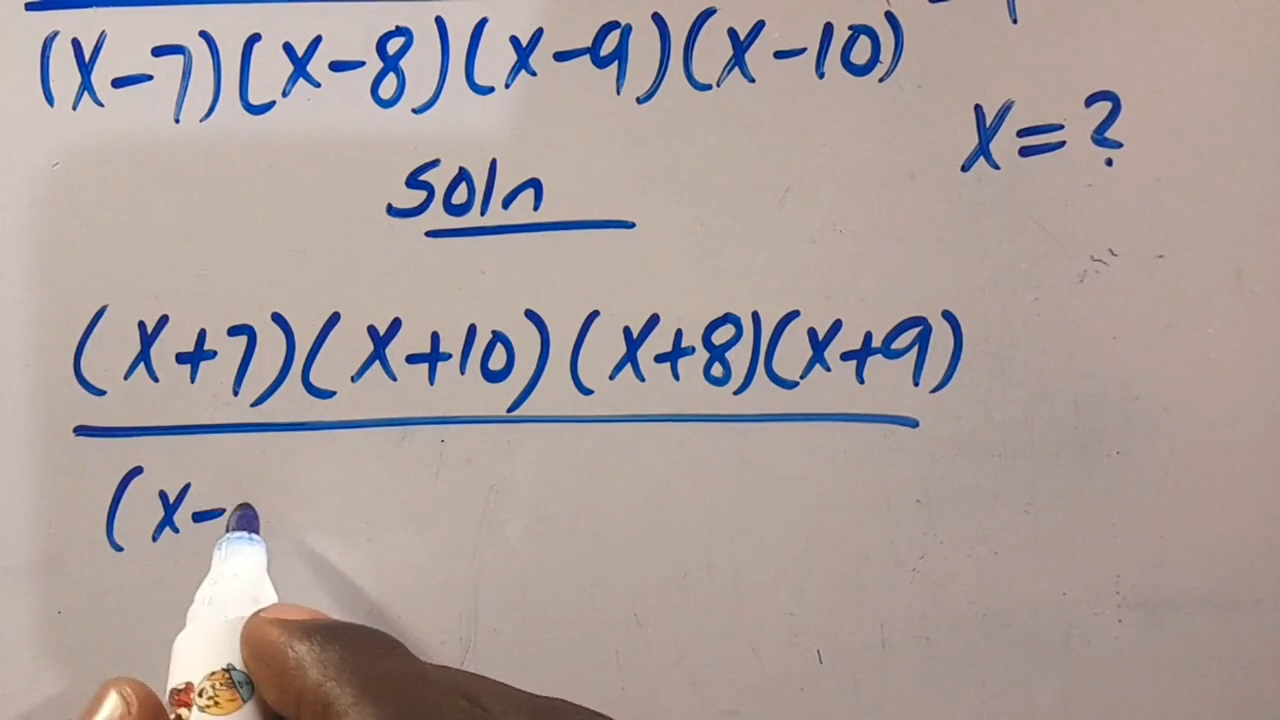 (x-7)(x-8)(x-9)(x-10)
x=?
Soln
(x+7)(x+10)(x+8)(x+9)
(x-